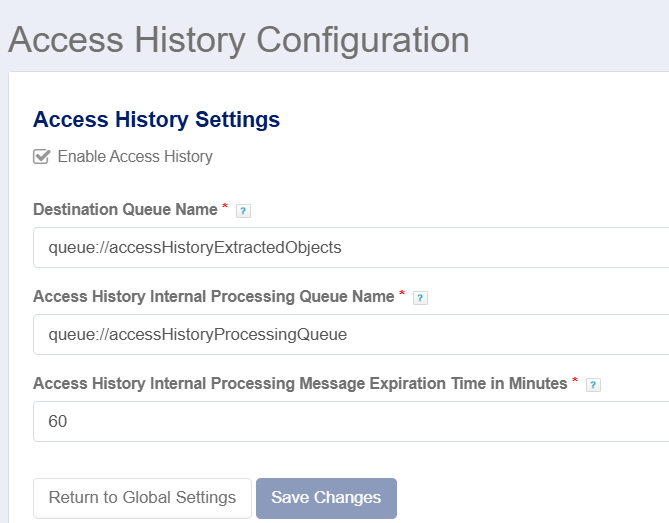 Access History Configuration
Access History Settings
Enable Access History
Destination Queue Name * ?
queue://accessHistoryExtractedObjects
Access History Internal Processing Queue Name * ?
queue://accessHistoryProcessingQueue
Access History Internal Processing Message Expiration Time in Minutes * ?
60
Return to Global Settings Save Changes